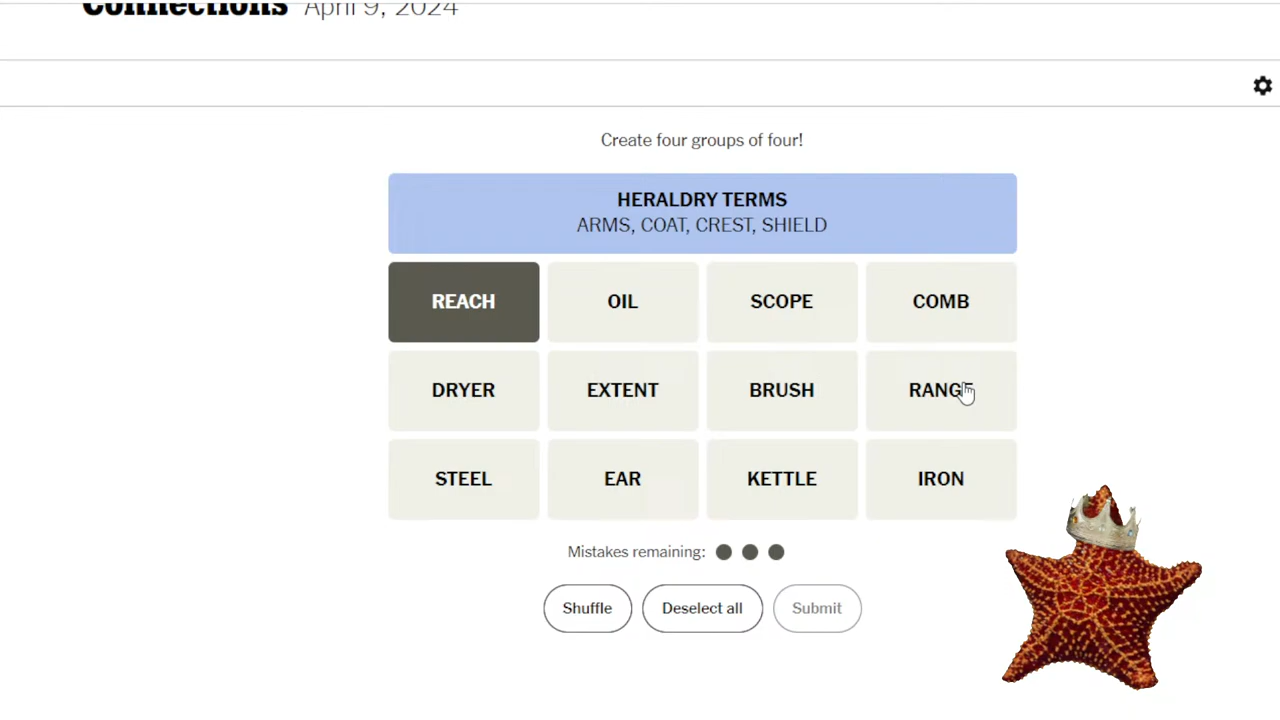 Connections April 9, 2024
Create four groups of four!
HERALDRY TERMS
ARMS, COAT, CREST, SHIELD
REACH OIL SCOPE COMB
DRYER EXTENT BRUSH RANGE
STEEL EAR KETTLE IRON
Mistakes remaining:
Shuffle Deselect all Submit